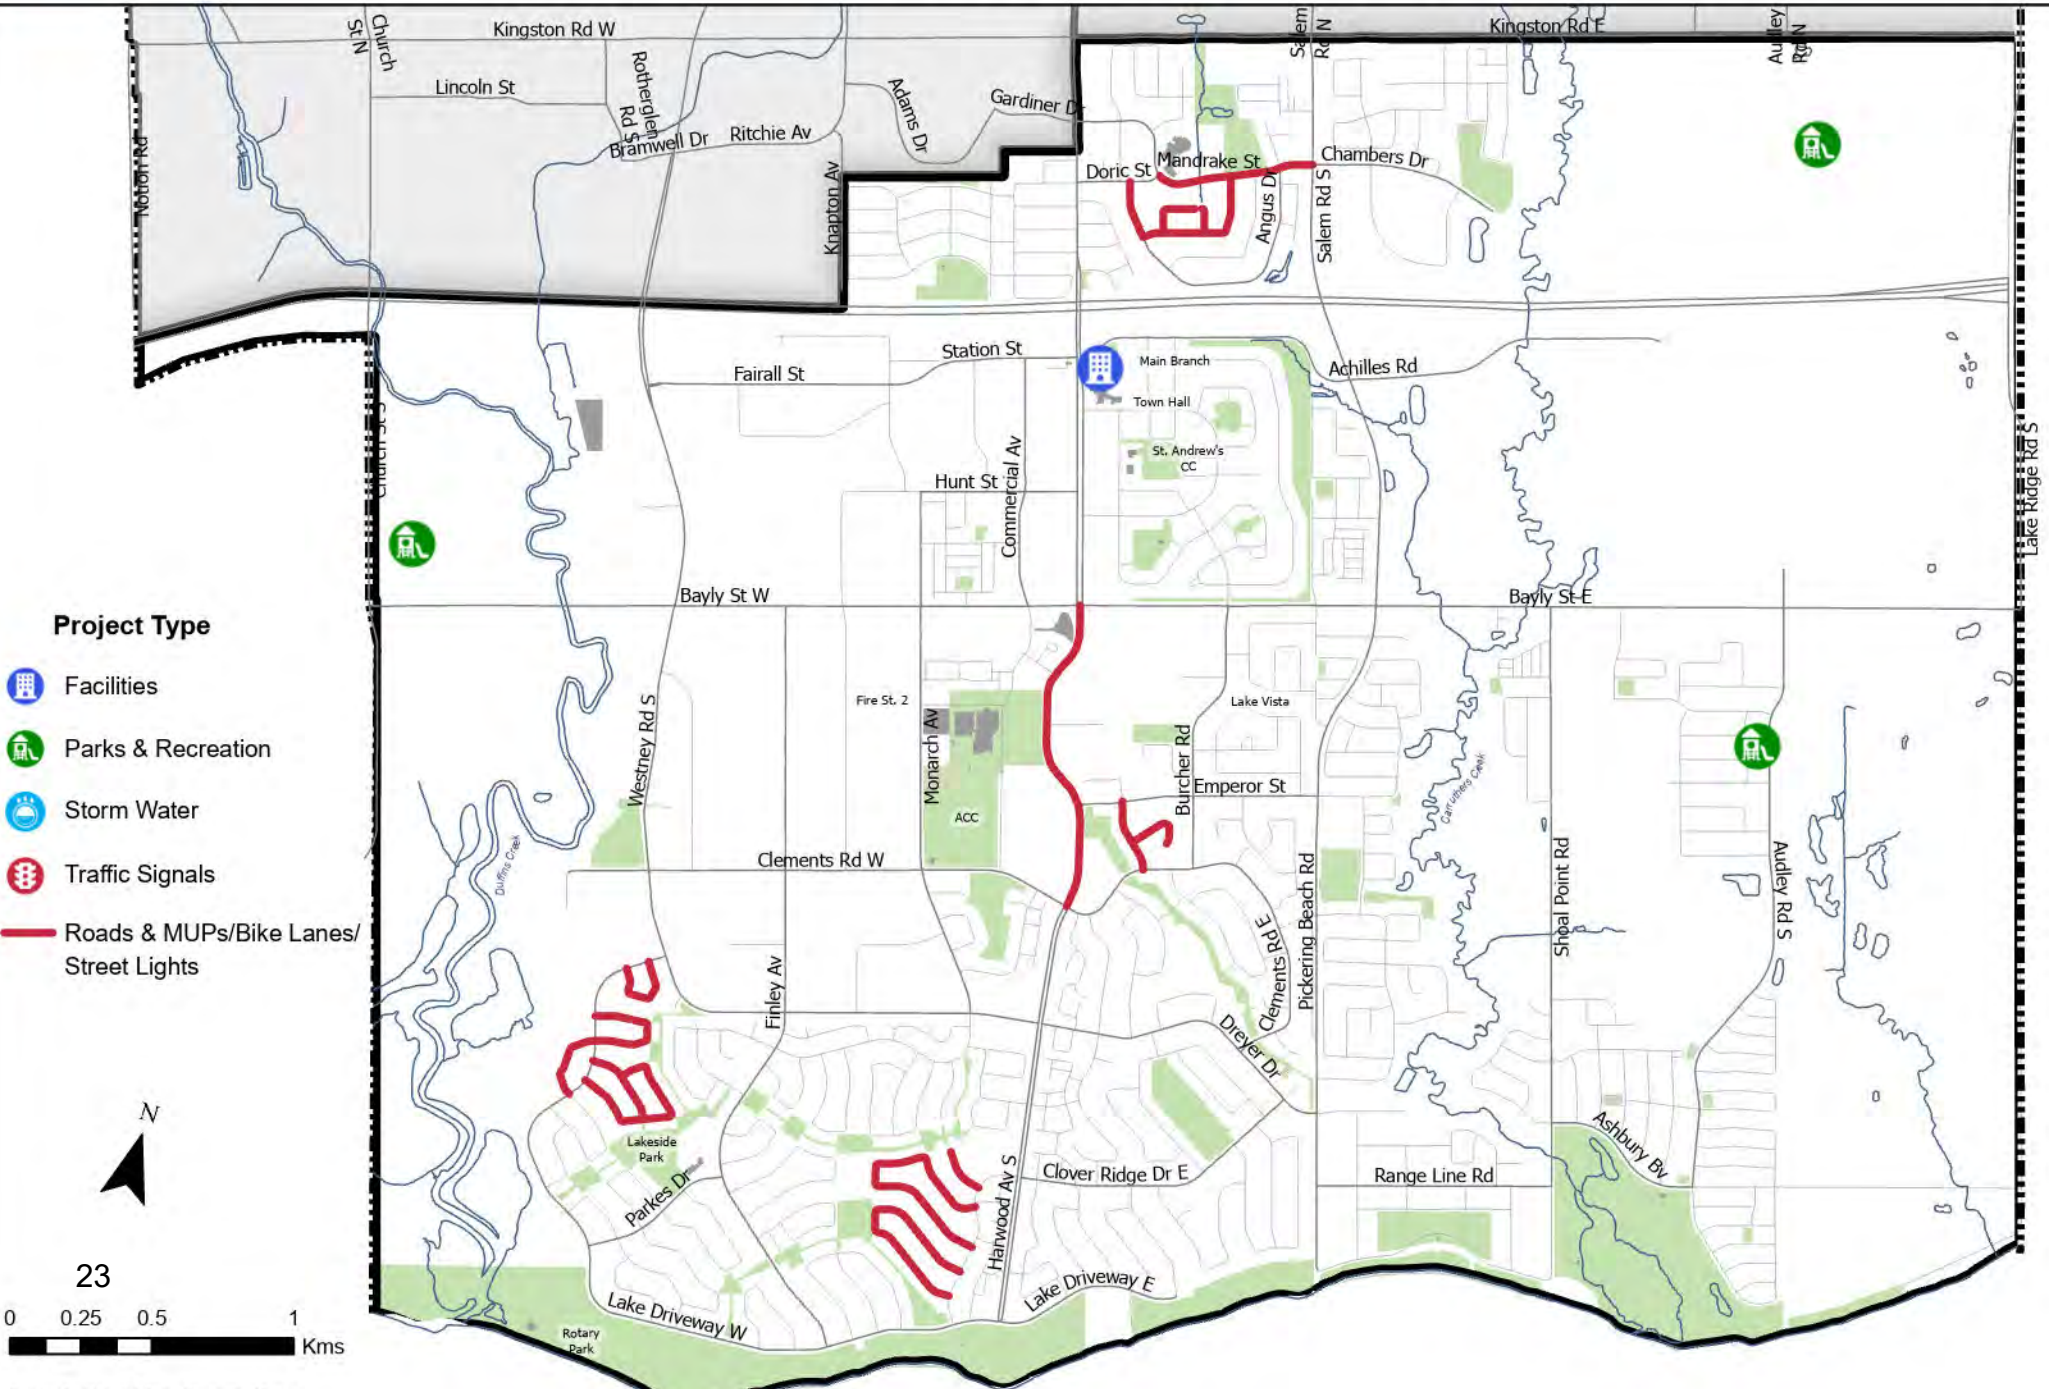 Kingston Rd W
Church
St N
Salem
Rd N
Kingston Rd E
Audley
Rd N
Lincoln St
Rotherglen
Rd S
Bramwell Dr
Ritchie Av
Adams Dr
Gardiner Dr
Notion Rd
Knapton Av
Doric St
Mandrake St
Chambers Dr
Angus Dr
Salem Rd S
Station St
Fairall St
Main Branch
Town Hall
Achilles Rd
St. Andrew's
CC
Church St S
Hunt St
Commercial Av
Lake Ridge Rd S
Bayly St W
Bayly St E
Project Type
Facilities
Parks & Recreation
Storm Water
Traffic Signals
Roads & MUPs/Bike Lanes/
Street Lights
Westney Rd S
Fire St. 2
Monarch Av
ACC
Lake Vista
Burcher Rd
Emperor St
Carruthers Creek
Duffins Creek
Clements Rd W
Clements Rd E
Pickering Beach Rd
Shoal Point Rd
Audley Rd S
Finley Av
Dreyer Dr
N
Lakeside
Park
Parkes Dr
Harwood Av S
Clover Ridge Dr E
Range Line Rd
Ashbury Bv
Lake Driveway W
Lake Driveway E
Rotary
Park
23
0 0.25 0.5 1
Kms